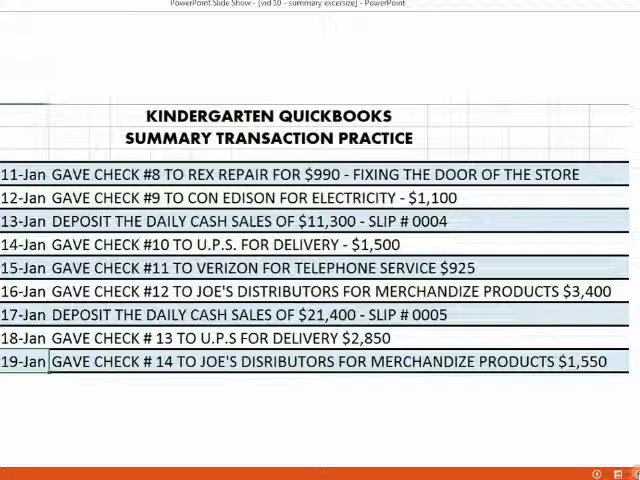 PowerPoint Slide Show - [vid 10 - summary excersize] - PowerPoint
KINDERGARTEN QUICKBOOKS
SUMMARY TRANSACTION PRACTICE
11-Jan GAVE CHECK #8 TO REX REPAIR FOR $990 - FIXING THE DOOR OF THE STORE
12-Jan GAVE CHECK #9 TO CON EDISON FOR ELECTRICITY - $1,100
13-Jan DEPOSIT THE DAILY CASH SALES OF $11,300 - SLIP # 0004
14-Jan GAVE CHECK #10 TO U.P.S. FOR DELIVERY - $1,500
15-Jan GAVE CHECK #11 TO VERIZON FOR TELEPHONE SERVICE $925
16-Jan GAVE CHECK #12 TO JOE'S DISTRIBUTORS FOR MERCHANDIZE PRODUCTS $3,400
17-Jan DEPOSIT THE DAILY CASH SALES OF $21,400 - SLIP # 0005
18-Jan GAVE CHECK # 13 TO U.P.S FOR DELIVERY $2,850
19-Jan GAVE CHECK # 14 TO JOE'S DISRIBUTORS FOR MERCHANDIZE PRODUCTS $1,550